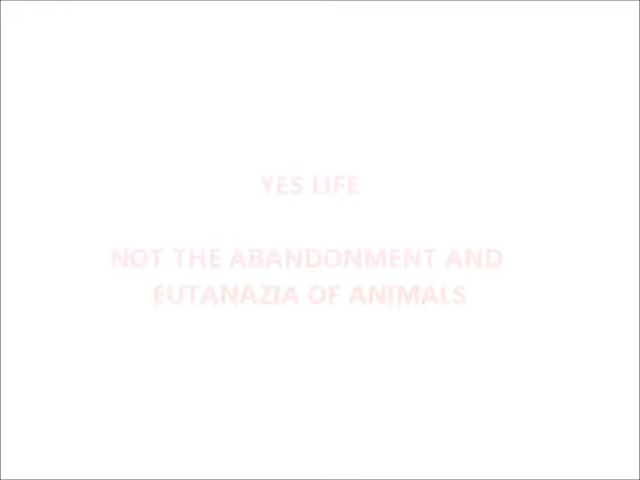 YES LIFE
NOT THE ABANDONMENT AND
EUTANAZIA OF ANIMALS